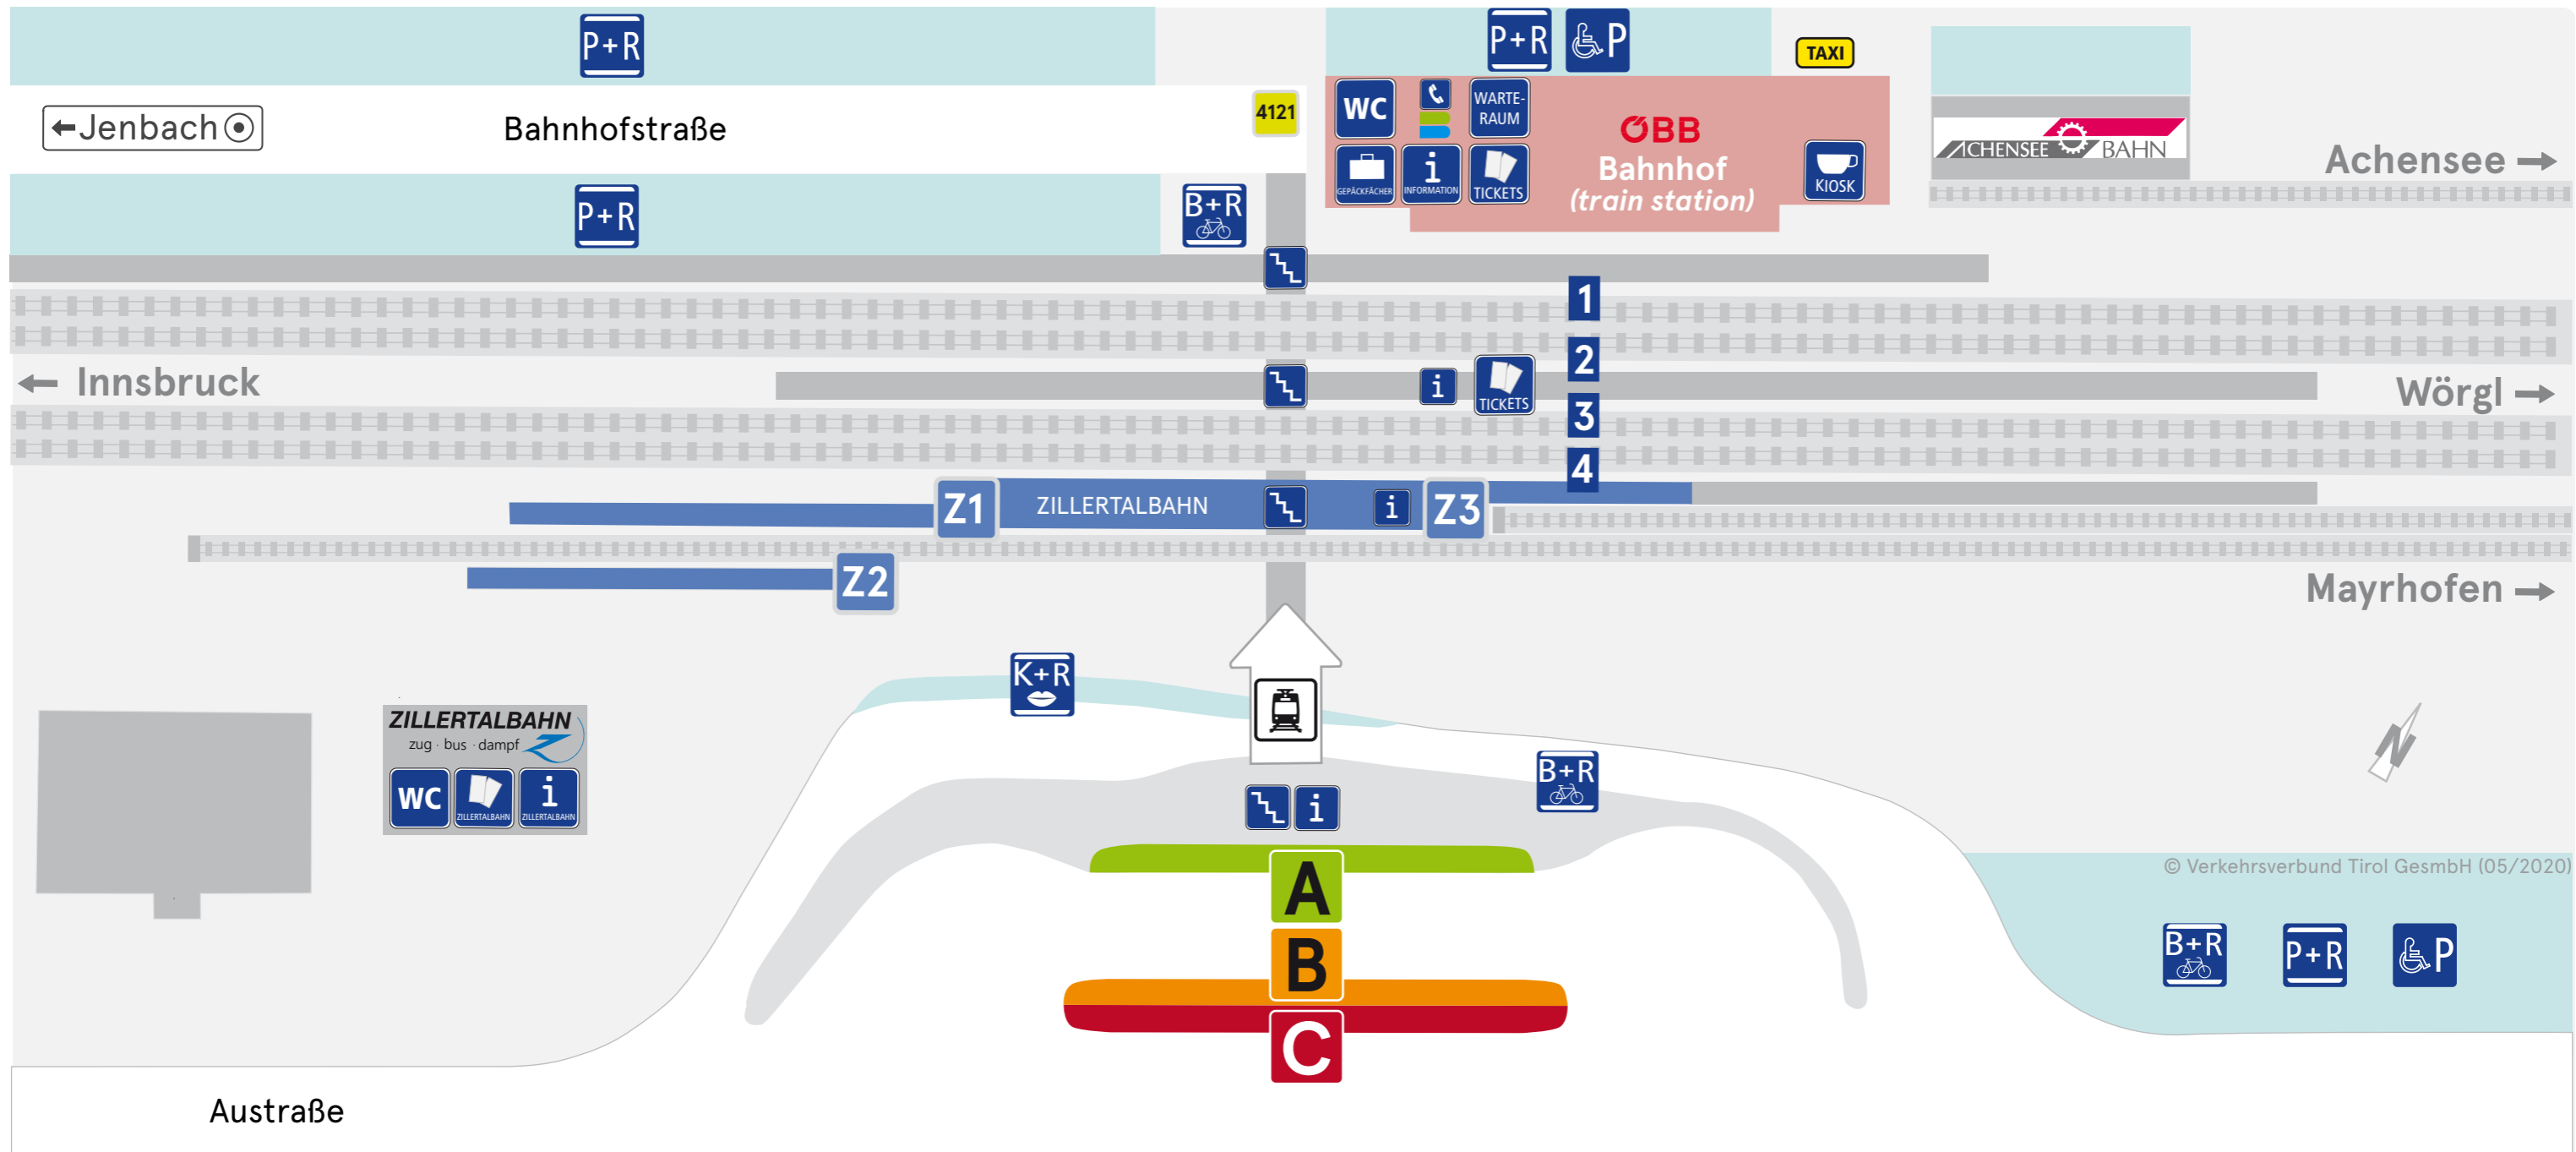 P+R
P+R
P
TAXI
←Jenbach
Bahnhofstraße
4121
WC
WARTE-
RAUM
ÖBB
Bahnhof
(train station)
GEPÄCKFÄCHER
i
INFORMATION
TICKETS
KIOSK
ACHENSEE BAHN
Achensee →
P+R
B+R
1
2
← Innsbruck
i
TICKETS
Wörgl →
3
4
Z1
ZILLERTALBAHN
i
Z3
Z2
Mayrhofen →
K+R
ZILLERTALBAHN
zug · bus · dampf
WC
ZILLERTALBAHN
i
ZILLERTALBAHN
N
B+R
i
A
B
C
© Verkehrsverbund Tirol GesmbH (05/2020)
B+R
P+R
P
Austraße